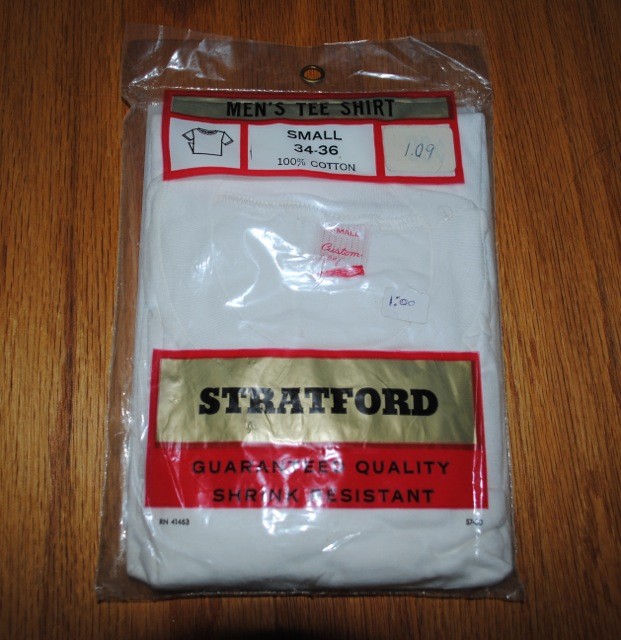 MEN'S TEE SHIRT
SMALL
34-36
100% COTTON
1.09
SMALL
Custom
1.00
STRATFORD
GUARANTEED QUALITY
SHRINK RESISTANT
RN 41453